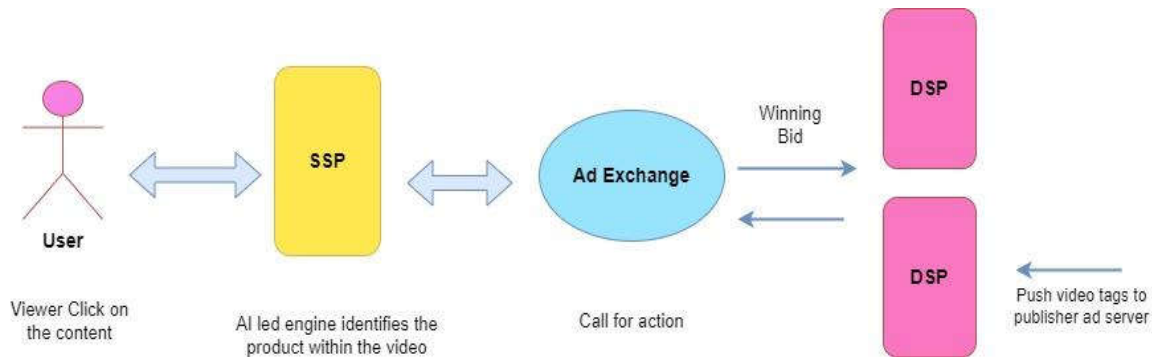 DSP
Winning
Bid
SSP
Ad Exchange
User
DSP
Viewer Click on
the content
AI led engine identifies the
product within the video
Call for action
Push video tags to
publisher ad server